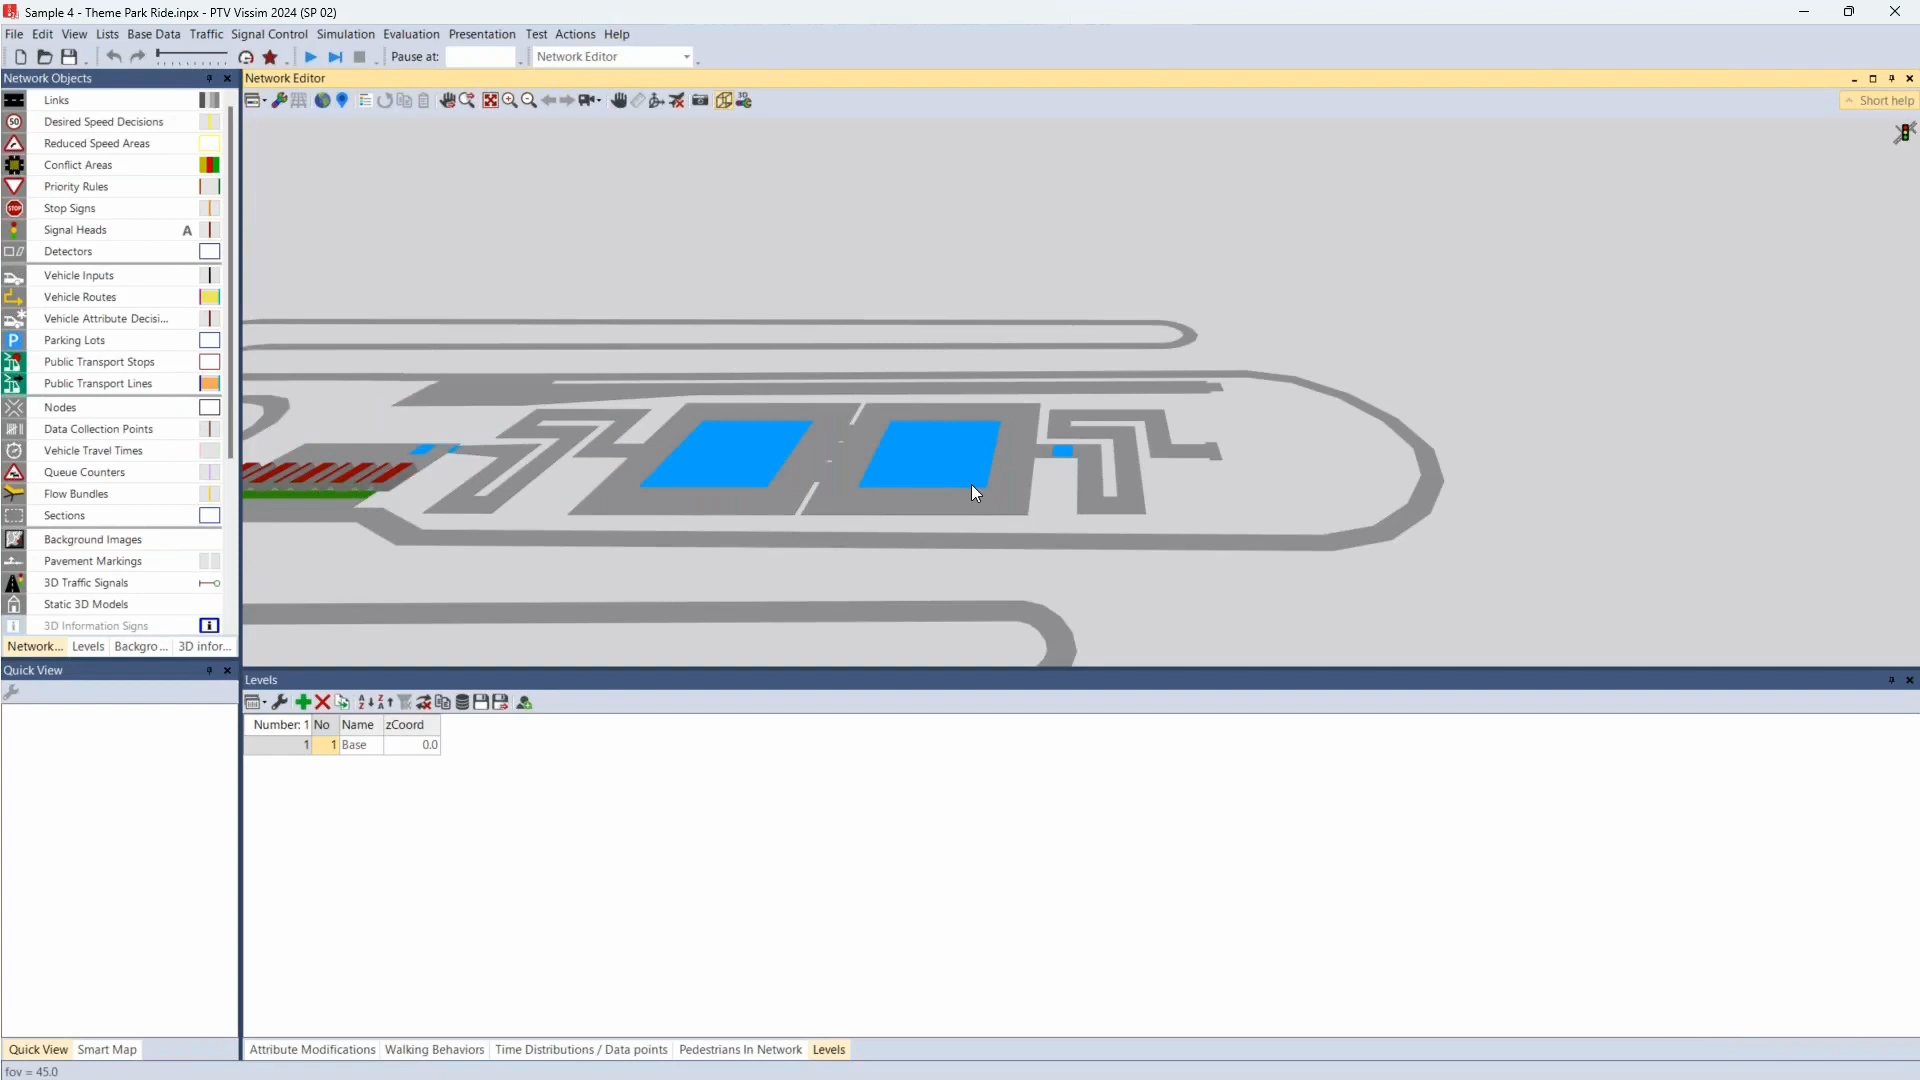 Sample 4 - Theme Park Ride.inpx - PTV Vissim 2024 (SP 02)
File Edit View Lists Base Data Traffic Signal Control Simulation Evaluation Presentation Test Actions Help
Pause at: Network Editor
Network Objects
Network Editor
Short help
Links
50 Desired Speed Decisions
Reduced Speed Areas
Conflict Areas
Priority Rules
STOP Stop Signs
Signal Heads A
Detectors
Vehicle Inputs
Vehicle Routes
Vehicle Attribute Decisi...
P Parking Lots
Public Transport Stops
Public Transport Lines
Nodes
Data Collection Points
Vehicle Travel Times
Queue Counters
Flow Bundles
Sections
Background Images
Pavement Markings
3D Traffic Signals
Static 3D Models
3D Information Signs
Network... Levels Backgro... 3D infor...
Quick View
Levels
Number: 1 No Name zCoord
1 1 Base 0.0
Quick View Smart Map
Attribute Modifications Walking Behaviors Time Distributions / Data points Pedestrians In Network Levels
fov = 45.0